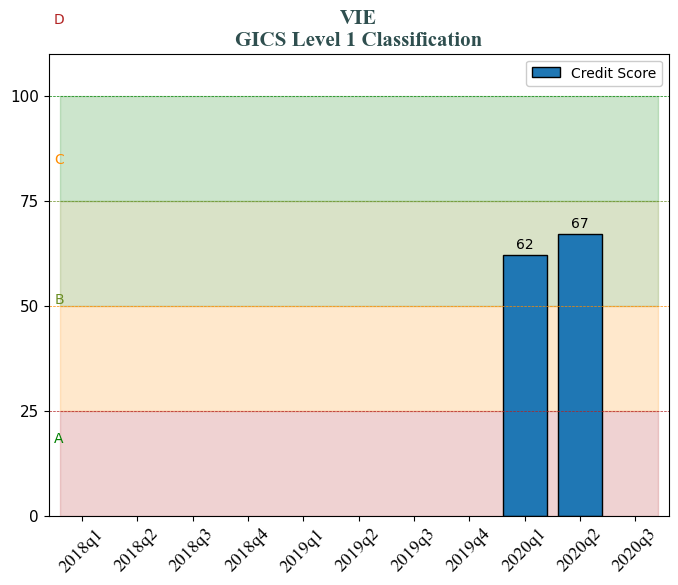 D
VIE
GICS Level 1 Classification
Credit Score
100
C
75
67
62
B
50
25
A
0
2018q1
2018q2
2018q3
2018q4
2019q1
2019q2
2019q3
2019q4
2020q1
2020q2
2020q3